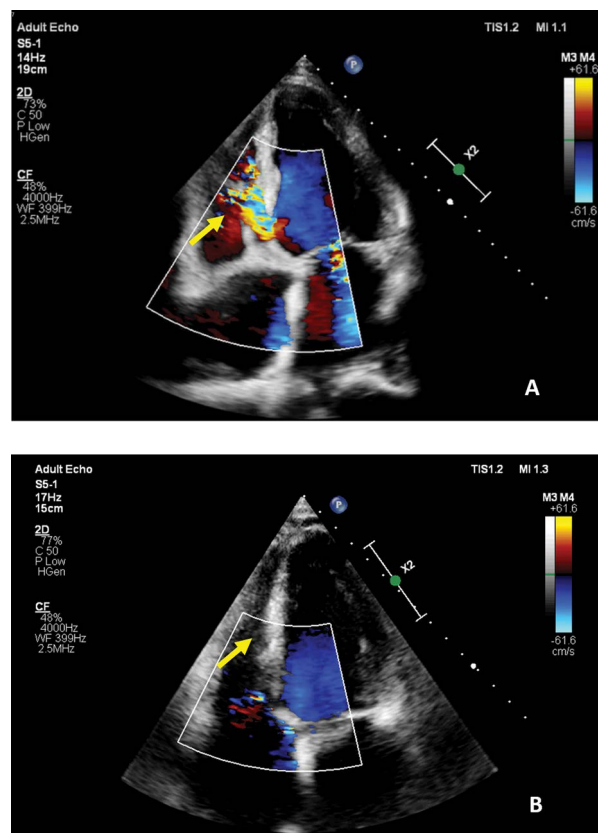 Adult Echo
TIS1.2 MI 1.1
S5-1
14Hz
19cm
2D
73%
C 50
P Low
HGen
CF
48%
4000Hz
WF 399Hz
2.5MHz
P
M3 M4
+61.6
X2
-61.6
cm/s
A
Adult Echo
TIS1.2 MI 1.3
S5-1
17Hz
15cm
2D
77%
C 50
P Low
HGen
CF
48%
4000Hz
WF 399Hz
2.5MHz
P
M3 M4
+61.6
X2
-61.6
cm/s
B